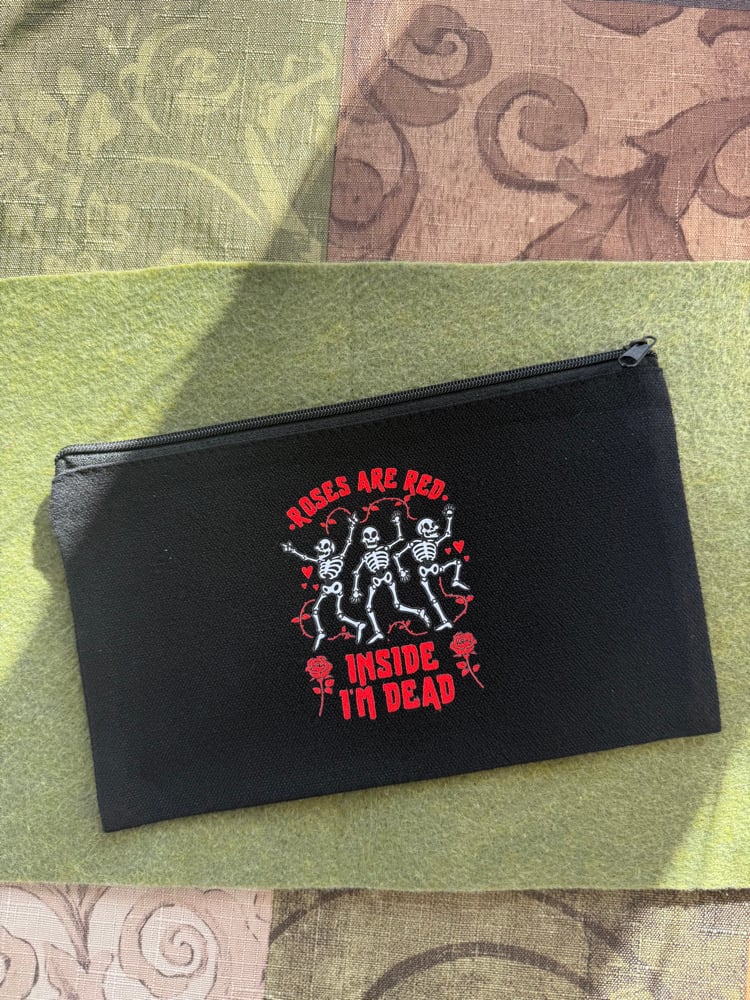 ·ROSES ARE RED·
INSIDE
I'M DEAD